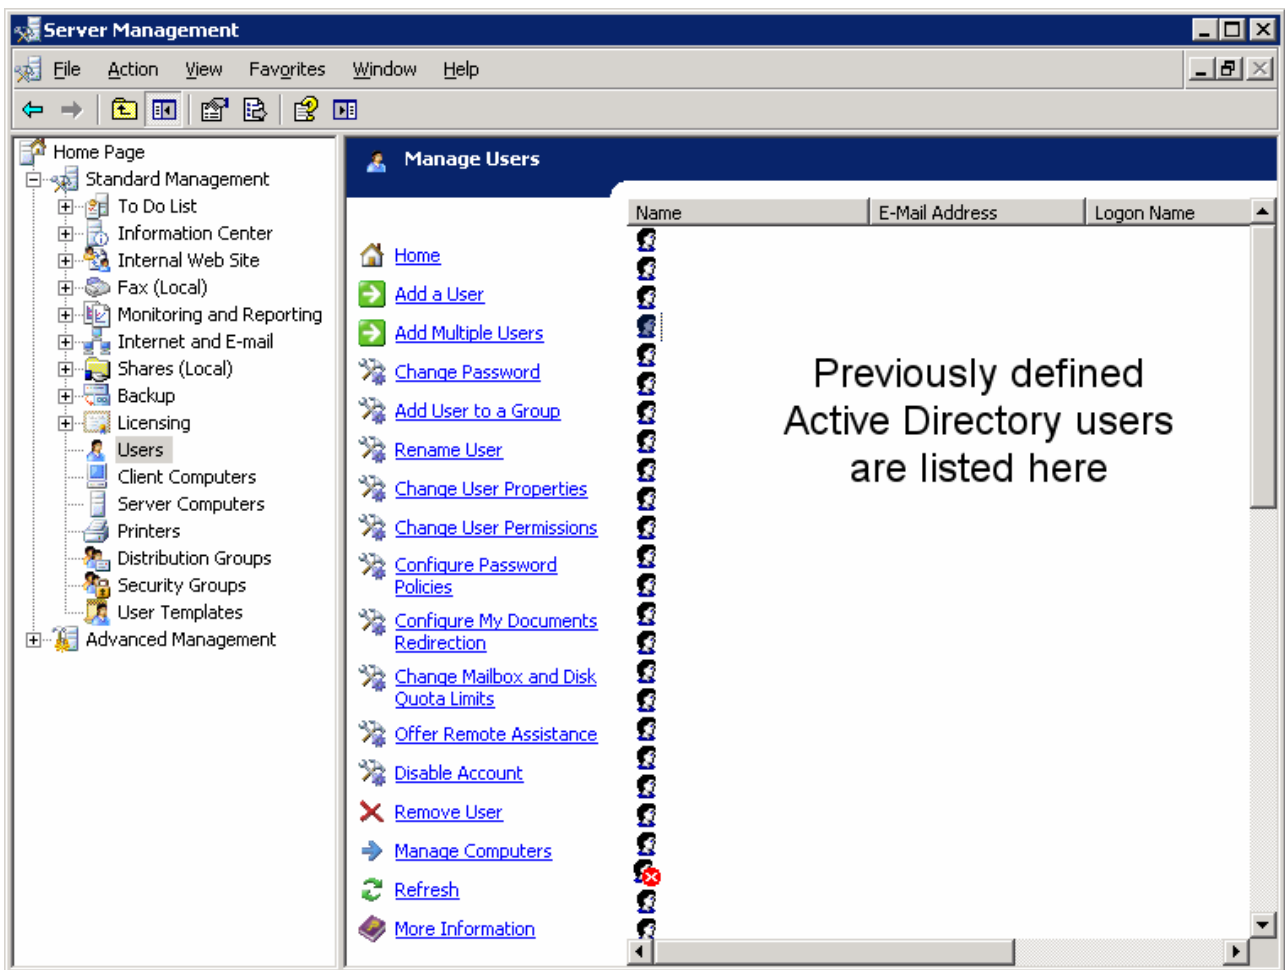 Server Management
File Action View Favorites Window Help
Home Page
Standard Management
To Do List
Information Center
Internal Web Site
Fax (Local)
Monitoring and Reporting
Internet and E-mail
Shares (Local)
Backup
Licensing
Users
Client Computers
Server Computers
Printers
Distribution Groups
Security Groups
User Templates
Advanced Management
Manage Users
Home
Add a User
Add Multiple Users
Change Password
Add User to a Group
Rename User
Change User Properties
Change User Permissions
Configure Password
Policies
Configure My Documents
Redirection
Change Mailbox and Disk
Quota Limits
Offer Remote Assistance
Disable Account
Remove User
Manage Computers
Refresh
More Information
Name E-Mail Address Logon Name
Previously defined
Active Directory users
are listed here